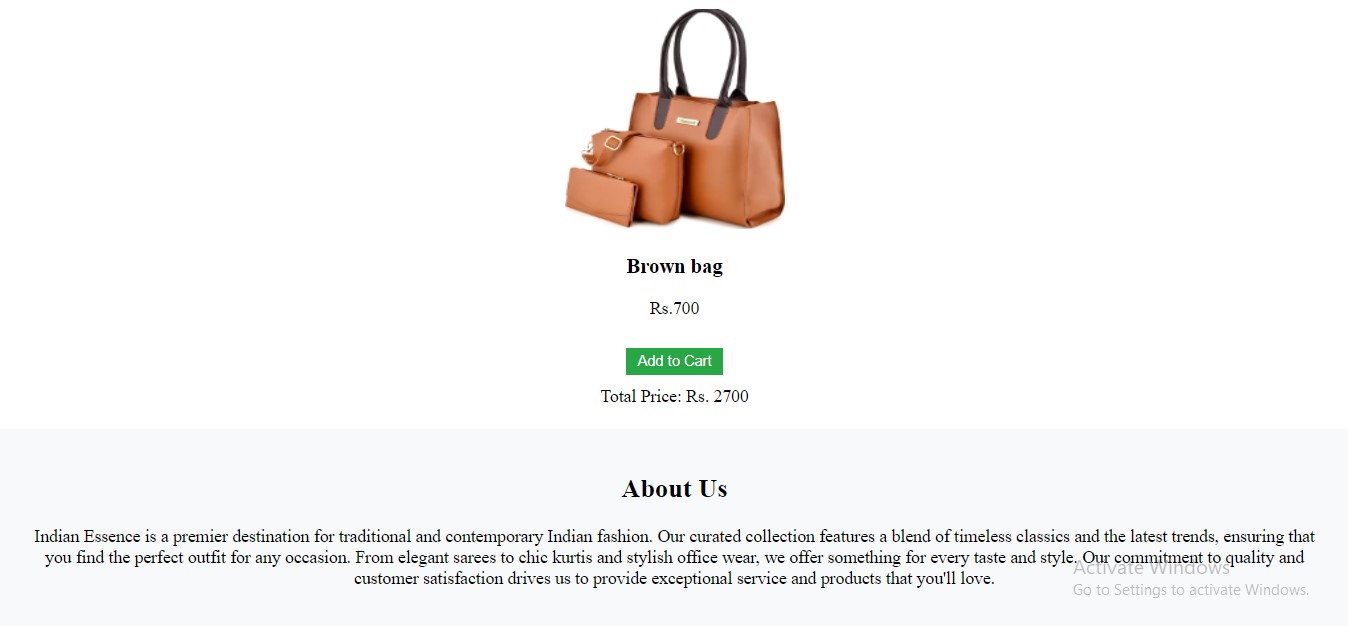 Brown bag
Rs.700
Add to Cart
Total Price: Rs. 2700
About Us
Indian Essence is a premier destination for traditional and contemporary Indian fashion. Our curated collection features a blend of timeless classics and the latest trends, ensuring that
you find the perfect outfit for any occasion. From elegant sarees to chic kurtis and stylish office wear, we offer something for every taste and style. Our commitment to quality and
customer satisfaction drives us to provide exceptional service and products that you'll love.
Activate Windows
Go to Settings to activate Windows.